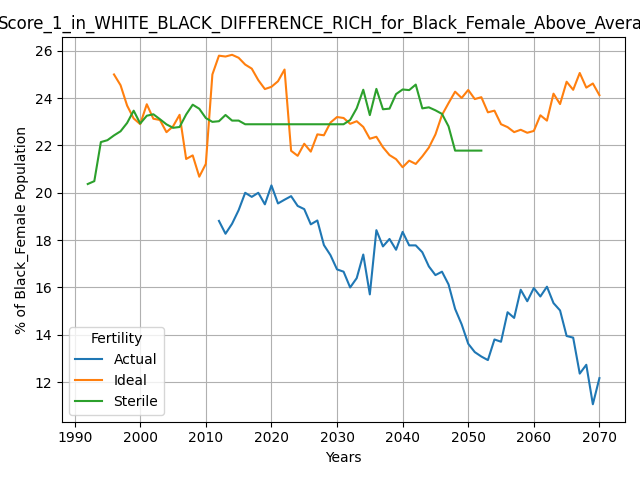 Score_1_in_WHITE_BLACK_DIFFERENCE_RICH_for_Black_Female_Above_Avera
26
24
22
20
18
16
14
12
% of Black_Female Population
Fertility
Actual
Ideal
Sterile
1990 2000 2010 2020 2030 2040 2050 2060 2070
Years